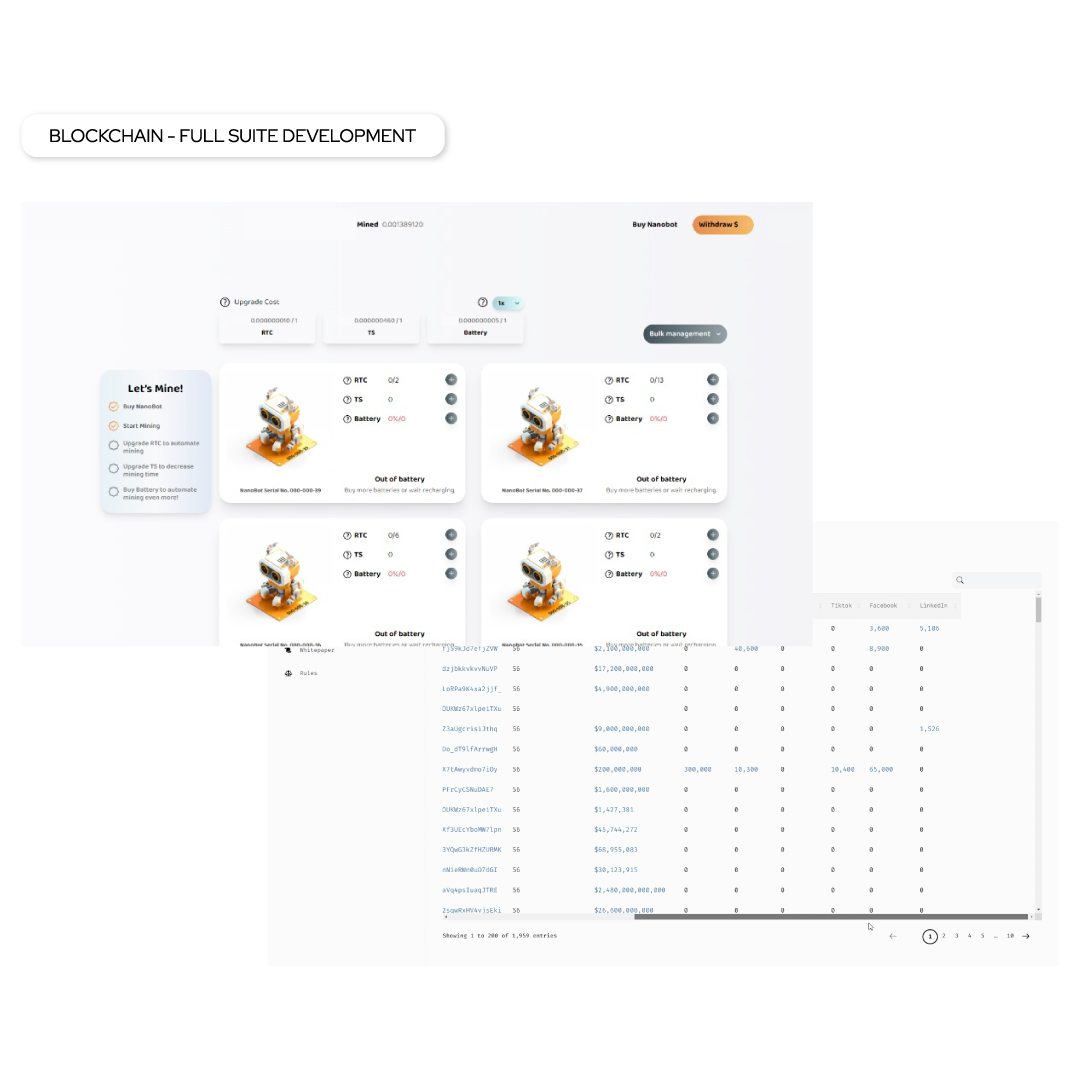 BLOCKCHAIN - FULL SUITE DEVELOPMENT
Mined 0.001389120
Buy Nanobot
Withdraw $
Upgrade Cost
1x
0.000000010 /1
RTC
0.000000460 /1
TS
0.000000005 /1
Battery
Bulk management
Let's Mine!
Buy NanoBot
Start Mining
Upgrade RTC to automate
mining
Upgrade TS to decrease
mining time
Buy Battery to automate
mining even more!
RTC 0/2
TS 0
Battery 0%/0
Out of battery
NanoBot Serial No. 000-000-39
Buy more batteries or wait recharging.
RTC 0/13
TS 0
Battery 0%/0
Out of battery
NanoBot Serial No. 000-000-37
Buy more batteries or wait recharging.
RTC 0/6
TS 0
Battery 0%/0
Out of battery
NanoBot Serial No. 000-000-36
Buy more batteries or wait recharging.
RTC 0/2
TS 0
Battery 0%/0
Out of battery
NanoBot Serial No. 000-000-35
Buy more batteries or wait recharging.
Whitepaper
Rules
Tiktok Facebook LinkedIn
0 3,600 5,106
56 $2,100,000,000 0 40,600 0 0 8,900 0
dzjbkkvkvvNuVP 56 $17,200,000,000 0 0 0 0 0 0
56 $4,900,000,000 0 0 0 0 0 0
OUKWz67xlpeiTXu 56 0 0 0 0 0 0
Z3aUgcrisiJthq 56 $9,000,000,000 0 0 0 0 0 1,526
Do_dT9lfArrwgH 56 $60,000,000 0 0 0 0 0 0
X7tAwyvdmo7iOy 56 $200,000,000 300,000 10,300 0 10,400 65,000 0
PFrCyCSNuDAE7 56 $1,600,000,000 0 0 0 0 0 0
OUKWz67xlpeiTXu 56 $1,427,381 0 0 0 0 0 0
Xf3UEcYboMW7lpn 56 $45,744,272 0 0 0 0 0 0
3YQwG3kZfHZURMK 56 $68,955,083 0 0 0 0 0 0
56 $30,123,915 0 0 0 0 0 0
aVq4psIuaqJTRE 56 $2,480,000,000,000 0 0 0 0 0 0
2sqwRxHV4vjsEki 56 $26,600,000,000 0 0 0 0 0 0
Showing 1 to 200 of 1,959 entries
← 1 2 3 4 5 … 10 →